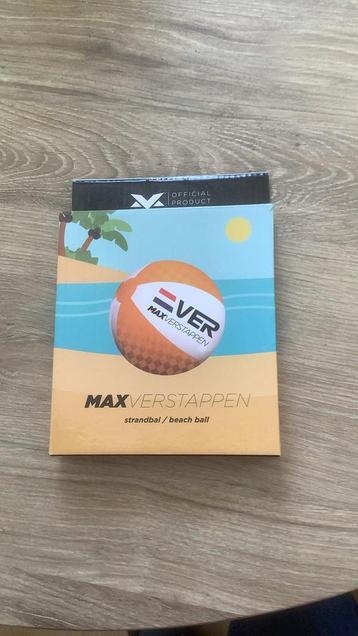 OFFICIAL
PRODUCT
VER
MAXVERSTAPPEN
MAXVERSTAPPEN
strandbal / beach ball